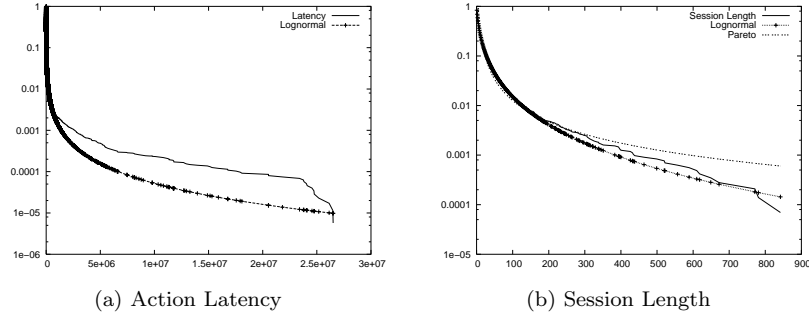 1
0.1
0.01
0.001
0.0001
1e-05
1e-06
0
5e+06
1e+07
1.5e+07
2e+07
2.5e+07
3e+07
Latency
Lognormal
(a) Action Latency
1
0.1
0.01
0.001
0.0001
1e-05
0
100
200
300
400
500
600
700
800
900
Session Length
Lognormal
Pareto
(b) Session Length